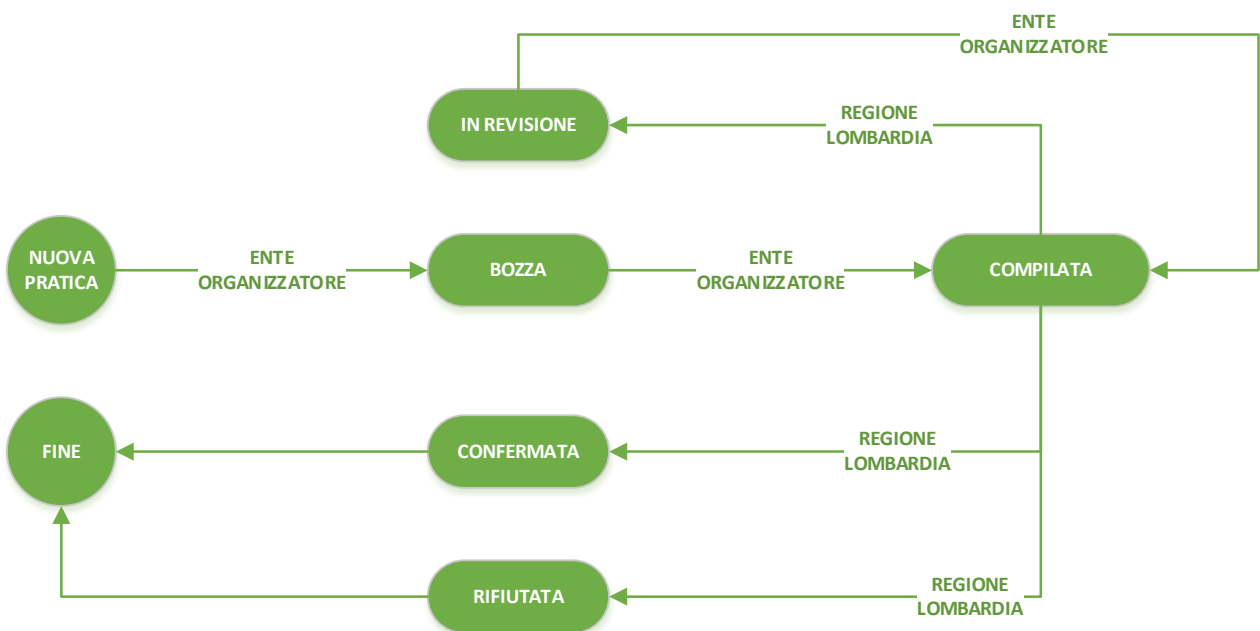 ENTE
ORGANIZZATORE
IN REVISIONE
REGIONE
LOMBARDIA
NUOVA
PRATICA
ENTE
ORGANIZZATORE
BOZZA
ENTE
ORGANIZZATORE
COMPILATA
FINE
CONFERMATA
REGIONE
LOMBARDIA
RIFIUTATA
REGIONE
LOMBARDIA